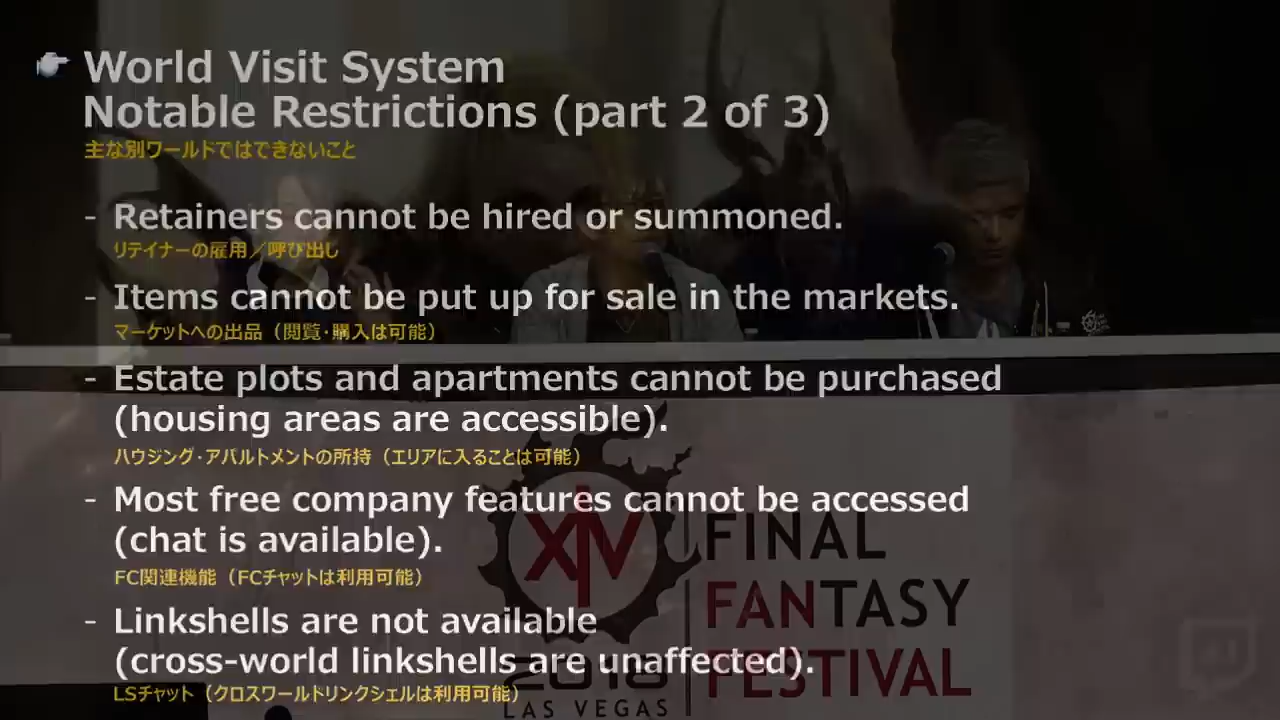 World Visit System
Notable Restrictions (part 2 of 3)
主な別ワールドではできないこと
- Retainers cannot be hired or summoned.
リテイナーの雇用／呼び出し
- Items cannot be put up for sale in the markets.
マーケットへの出品（閲覧・購入は可能）
- Estate plots and apartments cannot be purchased
(housing areas are accessible).
ハウジング・アパルトメントの所持（エリアに入ることは可能）
- Most free company features cannot be accessed
(chat is available).
FC関連機能（FCチャットは利用可能）
- Linkshells are not available
(cross-world linkshells are unaffected).
LSチャット（クロスワールドリンクシェルは利用可能）
XIV
FINAL
FANTASY
FESTIVAL
2018
LAS VEGAS